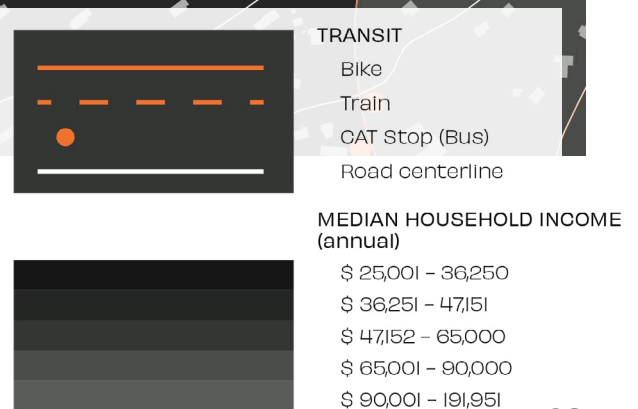 TRANSIT
Bike
Train
CAT Stop (Bus)
Road centerline
MEDIAN HOUSEHOLD INCOME
(annual)
$ 25,001 – 36,250
$ 36,251 – 47,151
$ 47,152 – 65,000
$ 65,001 – 90,000
$ 90,001 – 191,951